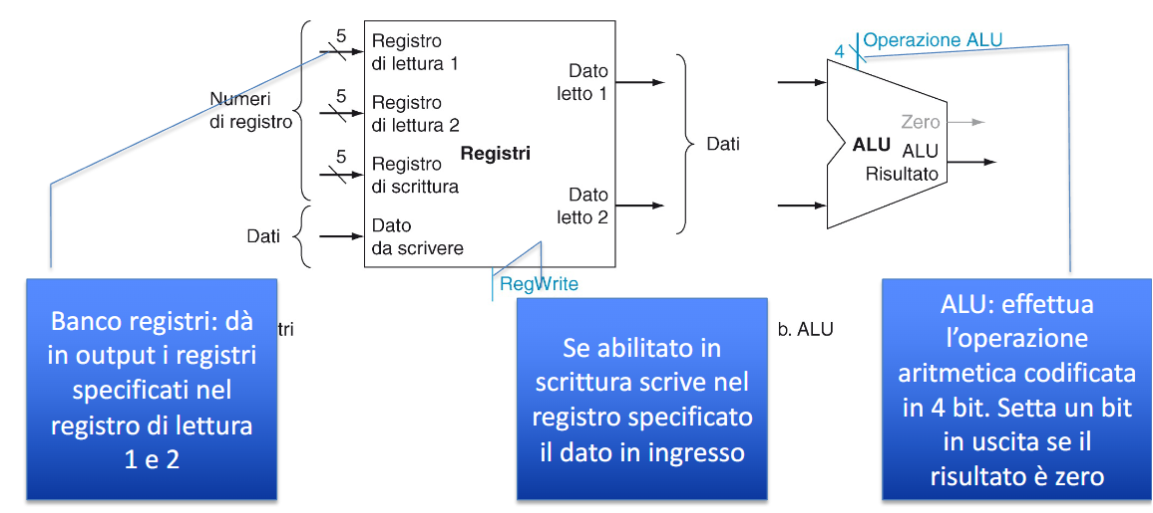 5
Registro
di lettura 1
5
Registro
di lettura 2
Numeri
di registro
5
Registro
di scrittura
Registri
Dati
Dato
da scrivere
Dato
letto 1
Dato
letto 2
RegWrite
Dati
4
Operazione ALU
Zero
ALU
ALU
Risultato
Banco registri: dà
in output i registri
specificati nel
registro di lettura
1 e 2
tri
Se abilitato in
scrittura scrive nel
registro specificato
il dato in ingresso
b. ALU
ALU: effettua
l’operazione
aritmetica codificata
in 4 bit. Setta un bit
in uscita se il
risultato è zero